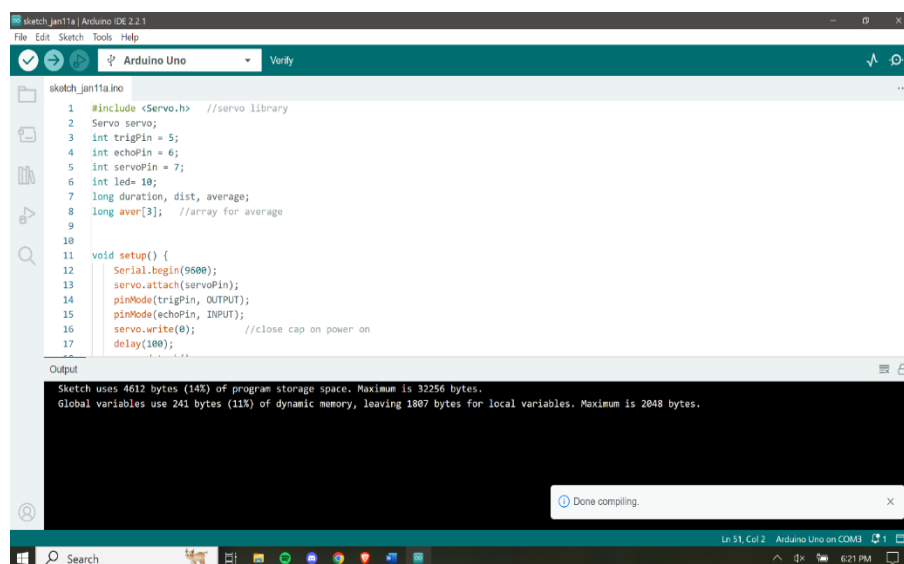 sketch_jan11a | Arduino IDE 2.2.1
File Edit Sketch Tools Help
Arduino Uno
Verify
sketch_jan11a.ino
1 #include <Servo.h> //servo library
2 Servo servo;
3 int trigPin = 5;
4 int echoPin = 6;
5 int servoPin = 7;
6 int led= 10;
7 long duration, dist, average;
8 long aver[3]; //array for average
9
10
11 void setup() {
12 Serial.begin(9600);
13 servo.attach(servoPin);
14 pinMode(trigPin, OUTPUT);
15 pinMode(echoPin, INPUT);
16 servo.write(0); //close cap on power on
17 delay(100);
Output
Sketch uses 4612 bytes (14%) of program storage space. Maximum is 32256 bytes.
Global variables use 241 bytes (11%) of dynamic memory, leaving 1807 bytes for local variables. Maximum is 2048 bytes.
Done compiling.
Ln 51, Col 2 Arduino Uno on COM3 1
Search
6:21 PM